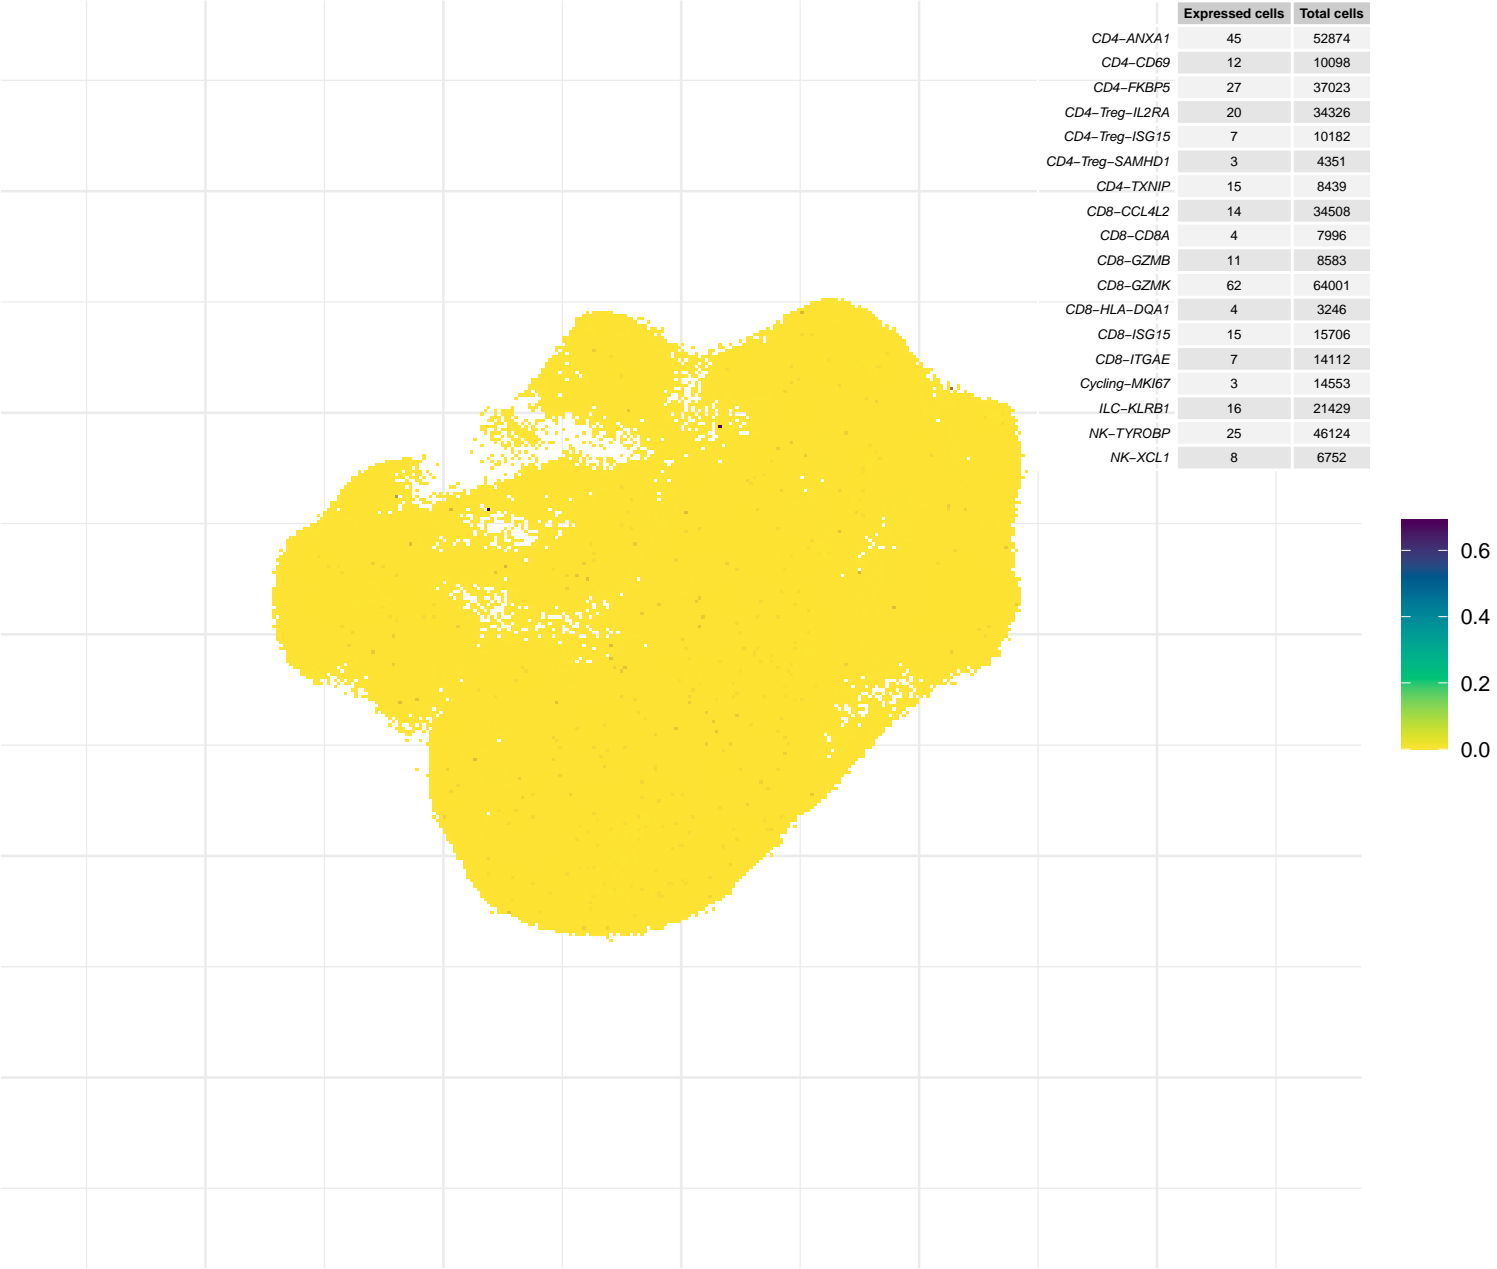 Expressed cells Total cells
CD4−ANXA1 45 52874
CD4−CD69 12 10098
CD4−FKBP5 27 37023
CD4−Treg−IL2RA 20 34326
CD4−Treg−ISG15 7 10182
CD4−Treg−SAMHD1 3 4351
CD4−TXNIP 15 8439
CD8−CCL4L2 14 34508
CD8−CD8A 4 7996
CD8−GZMB 11 8583
CD8−GZMK 62 64001
CD8−HLA−DQA1 4 3246
CD8−ISG15 15 15706
CD8−ITGAE 7 14112
Cycling−MKI67 3 14553
ILC−KLRB1 16 21429
NK−TYROBP 25 46124
NK−XCL1 8 6752
0.6
0.4
0.2
0.0